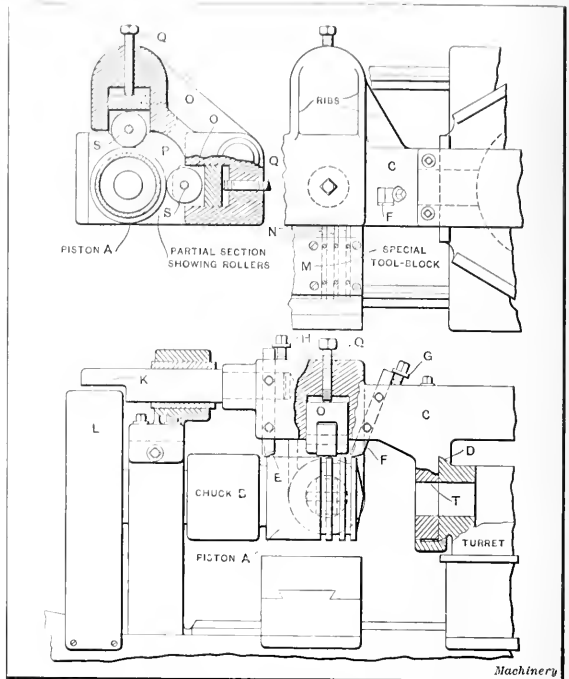 Q
O
O
S
P
Q
S
N
PISTON A
PARTIAL SECTION
SHOWING ROLLERS
RIBS
C
F
M
SPECIAL
TOOL-BLOCK
H
Q
G
K
O
C
L
D
E
F
T
CHUCK B
PISTON A
TURRET
Machinery